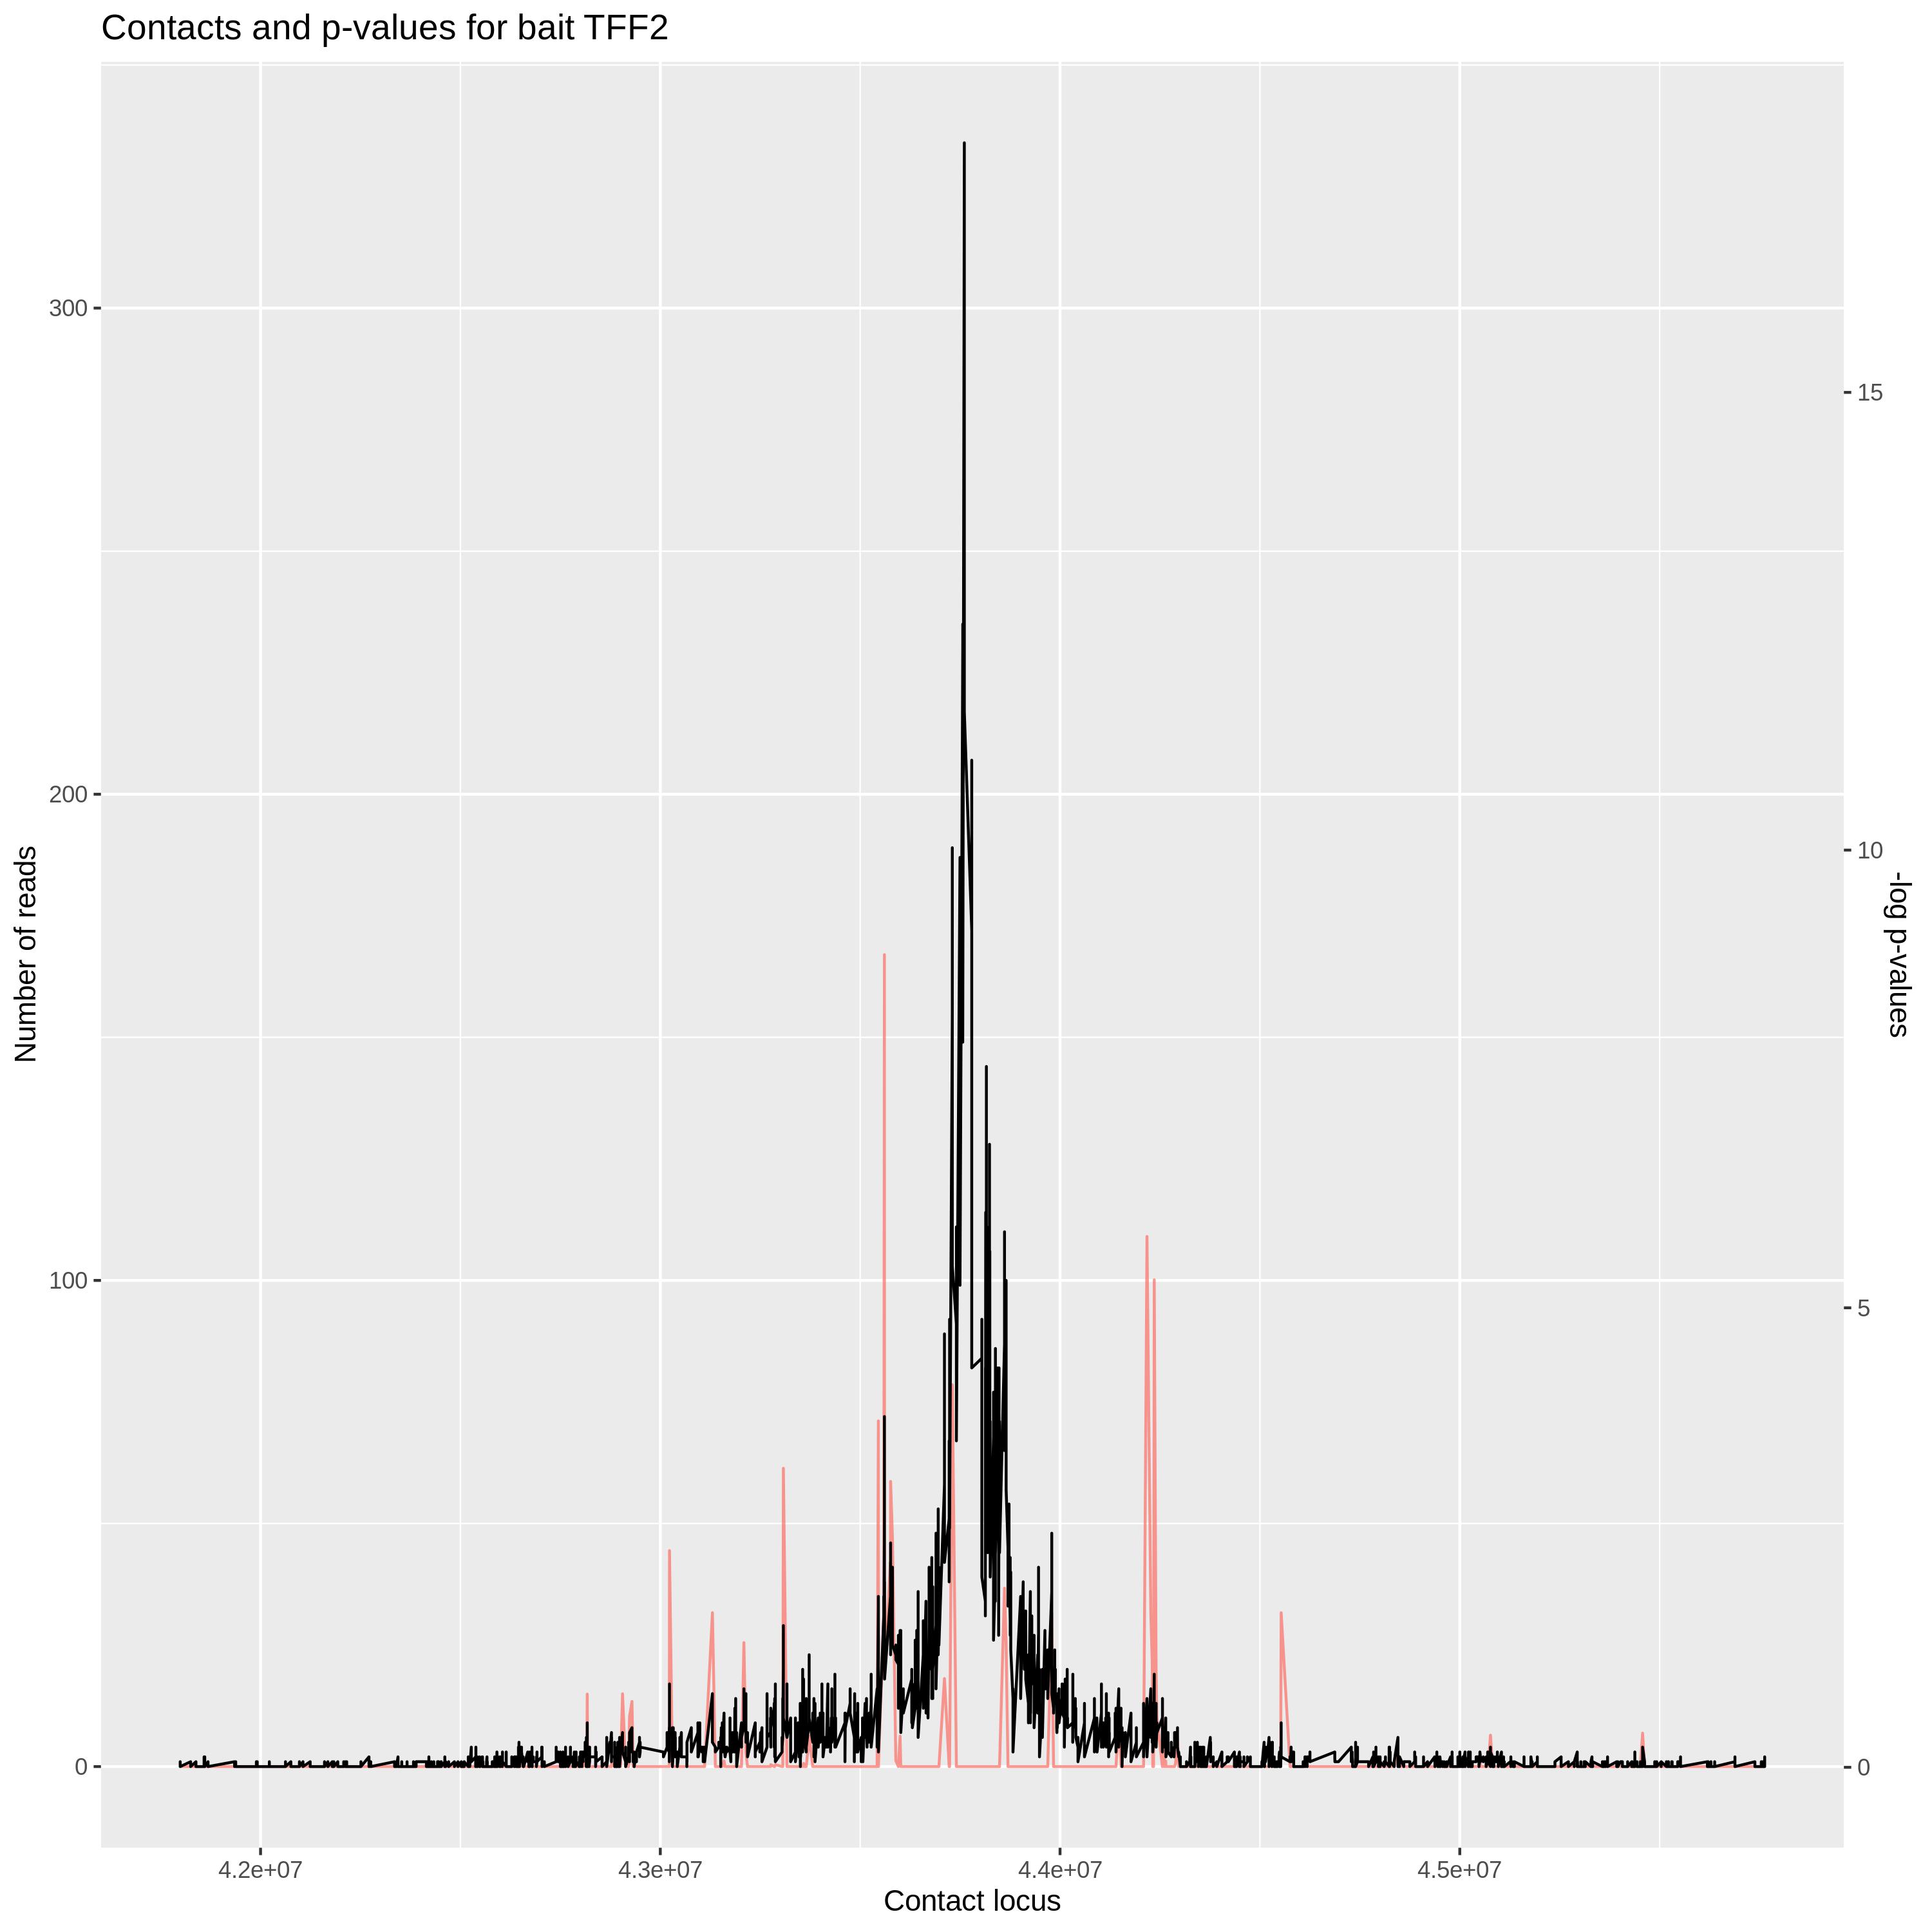 Contacts and p-values for bait TFF2
Number of reads
300
200
100
0
15
10
5
0
-log p-values
4.2e+07 4.3e+07 4.4e+07 4.5e+07
Contact locus